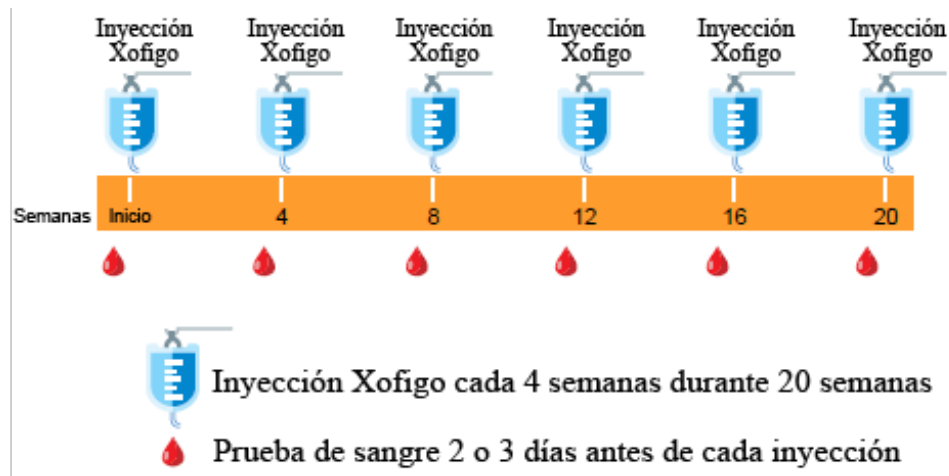 Inyección Inyección Inyección Inyección Inyección Inyección
Xofigo Xofigo Xofigo Xofigo Xofigo Xofigo
Semanas Inicio 4 8 12 16 20
Inyección Xofigo cada 4 semanas durante 20 semanas
Prueba de sangre 2 o 3 días antes de cada inyección